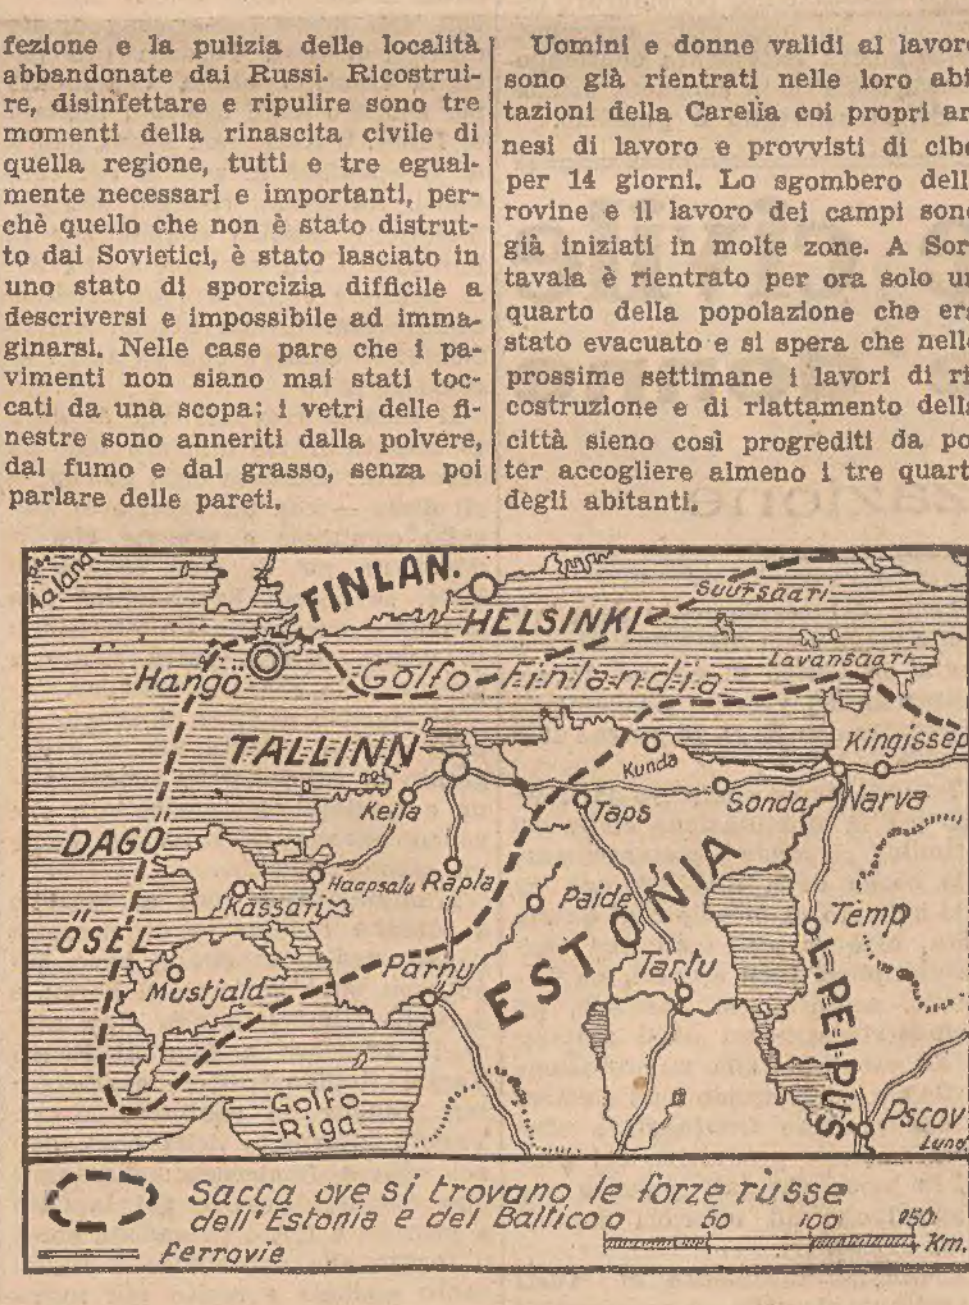 fezione e la pulizia delle località
abbandonate dai Russi. Ricostrui-
re, disinfettare e ripulire sono tre
momenti della rinascita civile di
quella regione, tutti e tre egual-
mente necessari e importanti, per-
chè quello che non è stato distrut-
to dai Sovietici, è stato lasciato in
uno stato di sporcizia difficile a
descriversi e impossibile ad imma-
ginarsi. Nelle case pare che i pa-
vimenti non siano mai stati toc-
cati da una scopa; i vetri delle fi-
nestre sono anneriti dalla polvere,
dal fumo e dal grasso, senza poi
parlare delle pareti.
Uomini e donne validi al lavor
sono già rientrati nelle loro abi
tazioni della Carelia coi propri ar
nesi di lavoro e provvisti di cib
per 14 giorni. Lo sgombero dell
rovine e il lavoro dei campi son
già iniziati in molte zone. A Sor
tavala è rientrato per ora solo u
quarto della popolazione che er
stato evacuato e si spera che nell
prossime settimane i lavori di ri
costruzione e di riattamento dell
città sieno così progrediti da po
ter accogliere almeno i tre quart
degli abitanti.
Aaland
FINLAN.
HELSINKI
Suursaari
Hangö
Golfo Finlandia
Lavansaari
TALLINN
Kunda
Kingissep
Keila
Taps
Sonda
Narva
DAGÖ
Haapsalu
Rapla
Paide
Kassari
ESTONIA
Temp
ÖSEL
Mustjald
Pärnu
Tartu
L. PEIPUS
Golfo
Riga
Pscov
Lund.
Sacca ove si trovano le forze russe
dell'Estonia e del Baltico
0 50 100 150 Km.
ferrovie